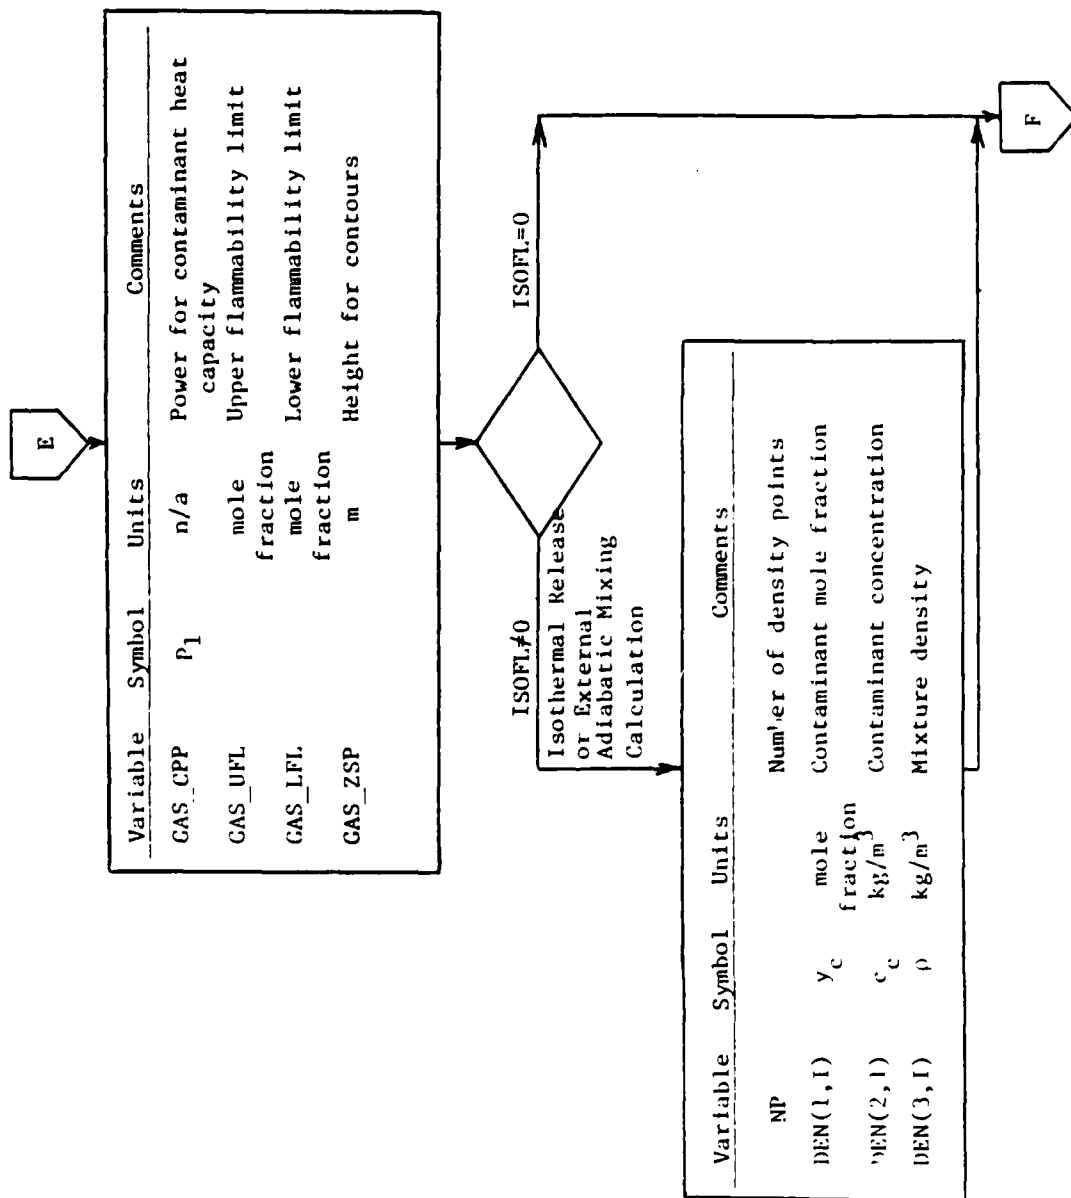 E
Variable Symbol Units Comments
GAS_CPP P1 n/a Power for contaminant heat
capacity
GAS_UFL mole Upper flammability limit
fraction
GAS_LFL mole Lower flammability limit
fraction
GAS_ZSP m Height for contours
ISOFL≠0 ISOFL=0
Isothermal Release
or External
Adiabatic Mixing
Calculation
Variable Symbol Units Comments
NP Number of density points
DEN(1,I) yc mole Contaminant mole fraction
fraction
DEN(2,I) cc kg/m3 Contaminant concentration
DEN(3,I) ρ kg/m3 Mixture density
F